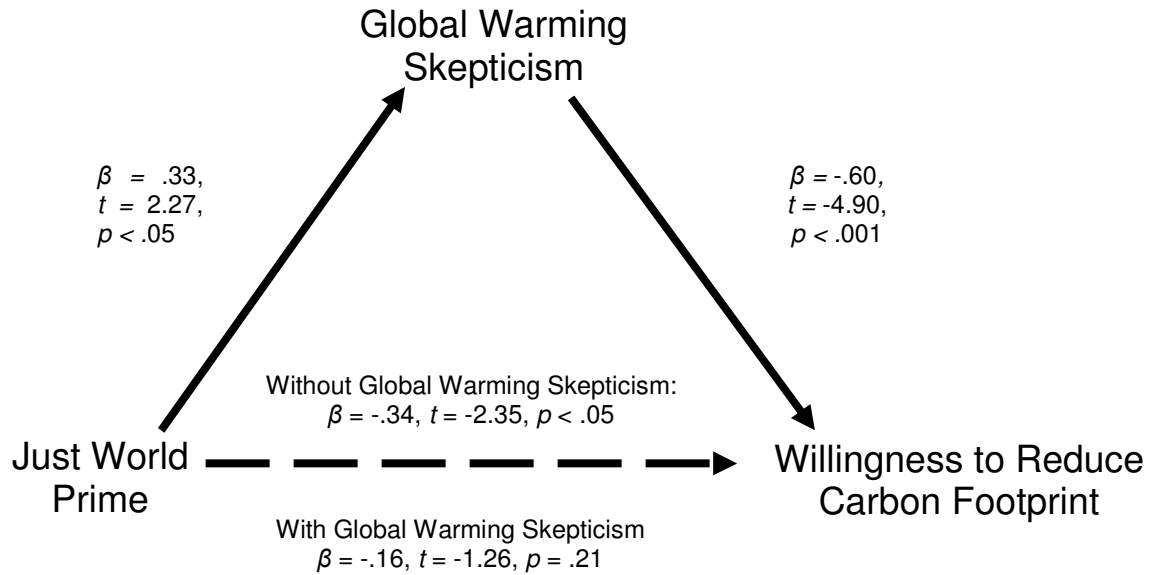 Global Warming
Skepticism
β = .33,
t = 2.27,
p < .05
β = -.60,
t = -4.90,
p < .001
Without Global Warming Skepticism:
β = -.34, t = -2.35, p < .05
Just World
Prime
Willingness to Reduce
Carbon Footprint
With Global Warming Skepticism
β = -.16, t = -1.26, p = .21